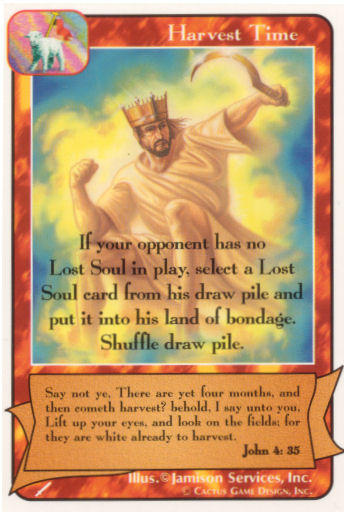 Harvest Time
If your opponent has no
Lost Soul in play, select a Lost
Soul card from his draw pile and
put it into his land of bondage.
Shuffle draw pile.
Say not ye, There are yet four months, and
then cometh harvest? behold, I say unto you,
Lift up your eyes, and look on the fields; for
they are white already to harvest.
John 4: 35
Illus.©Jamison Services, Inc.
© Cactus Game Design, Inc.